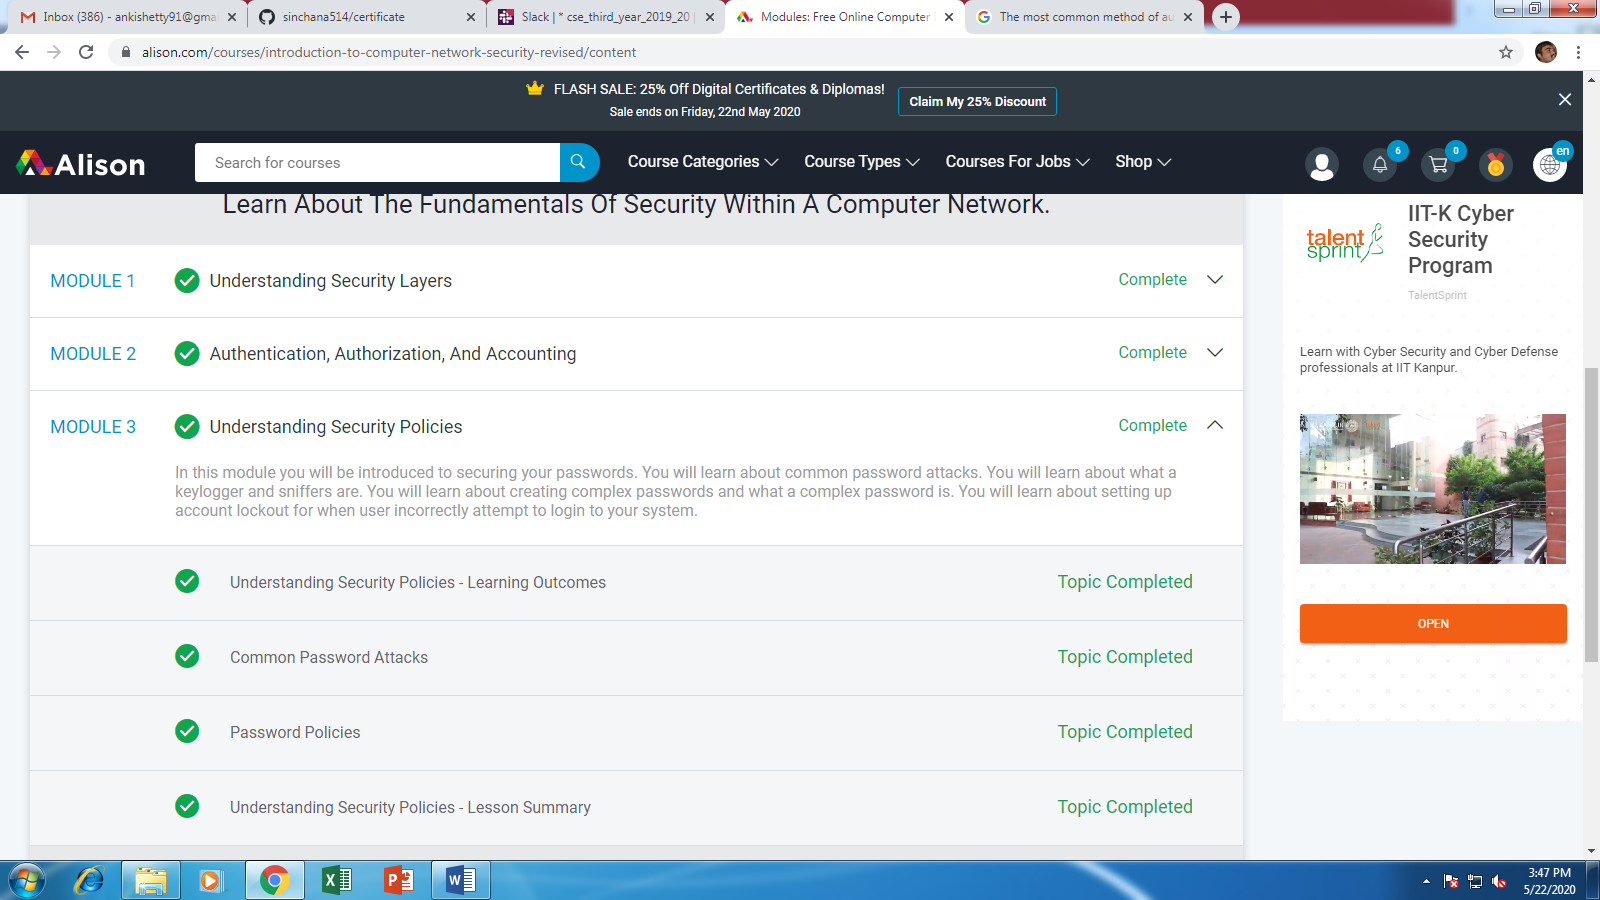 Inbox (386) - ankishetty91@gma
sinchana514/certificate
Slack | * cse_third_year_2019_20 |
Modules: Free Online Computer
The most common method of au
alison.com/courses/introduction-to-computer-network-security-revised/content
FLASH SALE: 25% Off Digital Certificates & Diplomas!
Sale ends on Friday, 22nd May 2020
Claim My 25% Discount
Alison
Search for courses
Course Categories
Course Types
Courses For Jobs
Shop
6
0
en
Learn About The Fundamentals Of Security Within A Computer Network.
MODULE 1 Understanding Security Layers Complete
MODULE 2 Authentication, Authorization, And Accounting Complete
MODULE 3 Understanding Security Policies Complete
In this module you will be introduced to securing your passwords. You will learn about common password attacks. You will learn about what a
keylogger and sniffers are. You will learn about creating complex passwords and what a complex password is. You will learn about setting up
account lockout for when user incorrectly attempt to login to your system.
Understanding Security Policies - Learning Outcomes Topic Completed
Common Password Attacks Topic Completed
Password Policies Topic Completed
Understanding Security Policies - Lesson Summary Topic Completed
talent
sprint
IIT-K Cyber
Security
Program
TalentSprint
Learn with Cyber Security and Cyber Defense
professionals at IIT Kanpur.
OPEN
3:47 PM
5/22/2020